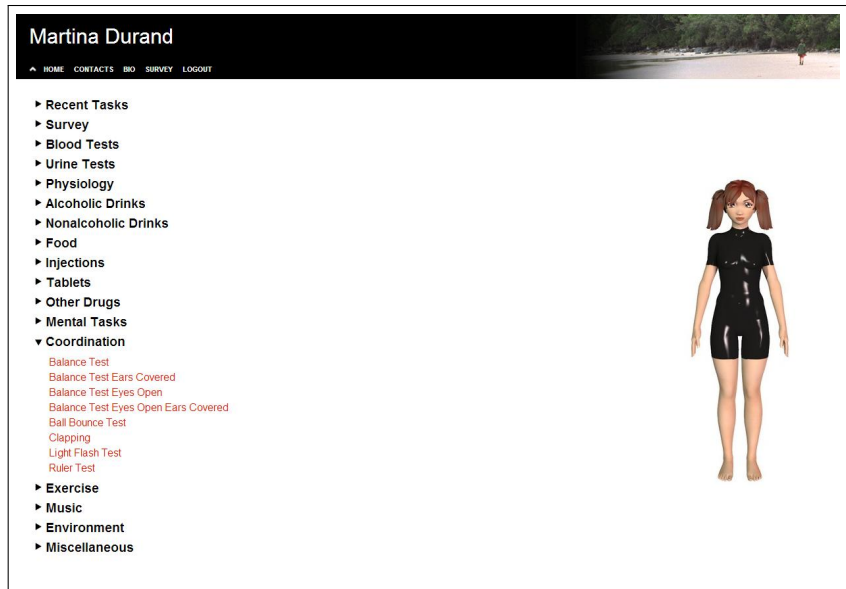 Martina Durand
HOME CONTACTS BIO SURVEY LOGOUT
Recent Tasks
Survey
Blood Tests
Urine Tests
Physiology
Alcoholic Drinks
Nonalcoholic Drinks
Food
Injections
Tablets
Other Drugs
Mental Tasks
Coordination
Balance Test
Balance Test Ears Covered
Balance Test Eyes Open
Balance Test Eyes Open Ears Covered
Ball Bounce Test
Clapping
Light Flash Test
Ruler Test
Exercise
Music
Environment
Miscellaneous